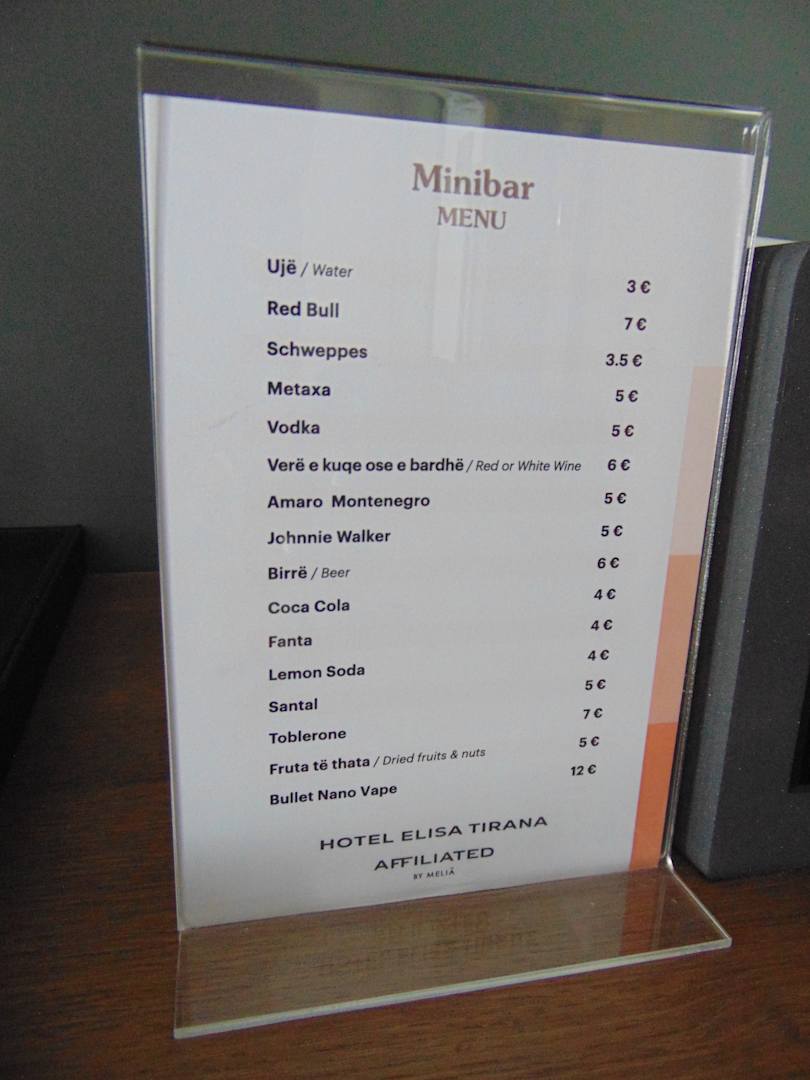 Minibar
MENU
Ujë / Water 3 €
Red Bull 7 €
Schweppes 3.5 €
Metaxa 5 €
Vodka 5 €
Verë e kuqe ose e bardhë / Red or White Wine 6 €
Amaro Montenegro 5 €
Johnnie Walker 5 €
Birrë / Beer 6 €
Coca Cola 4 €
Fanta 4 €
Lemon Soda 4 €
Santal 5 €
Toblerone 7 €
Fruta të thata / Dried fruits & nuts 5 €
Bullet Nano Vape 12 €
HOTEL ELISA TIRANA
AFFILIATED
BY MELIÃ